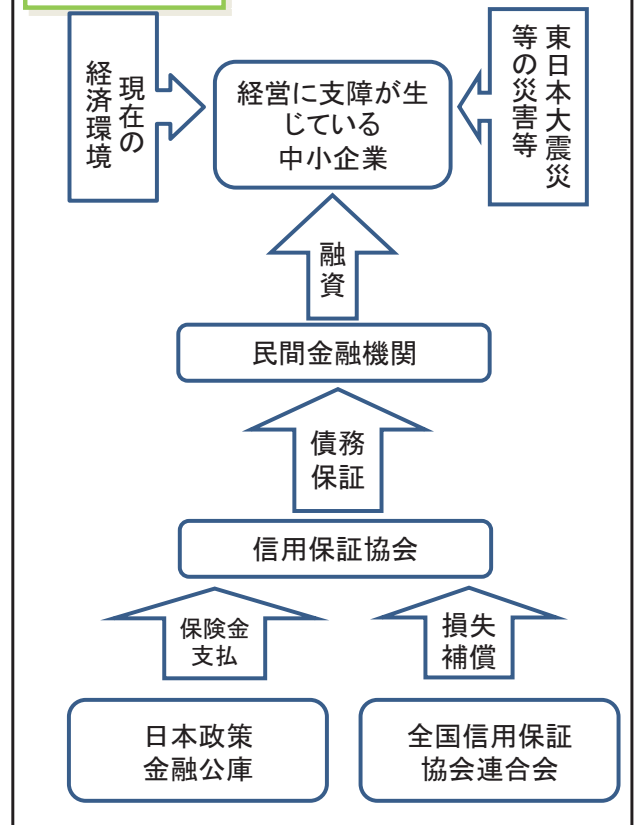 現在の
経済環境
経営に支障が生
じている
中小企業
東日本大震災
等の災害等
融
資
民間金融機関
債務
保証
信用保証協会
保険金
支払
損失
補償
日本政策
金融公庫
全国信用保証
協会連合会